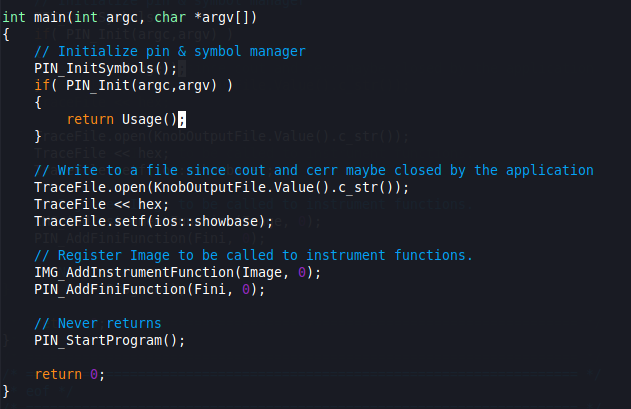 int main(int argc, char *argv[])
{
    // Initialize pin & symbol manager
    PIN_InitSymbols();
    if( PIN_Init(argc,argv) )
    {
        return Usage();
    }

    // Write to a file since cout and cerr maybe closed by the application
    TraceFile.open(KnobOutputFile.Value().c_str());
    TraceFile << hex;
    TraceFile.setf(ios::showbase);

    // Register Image to be called to instrument functions.
    IMG_AddInstrumentFunction(Image, 0);
    PIN_AddFiniFunction(Fini, 0);

    // Never returns
    PIN_StartProgram();

    return 0;
}